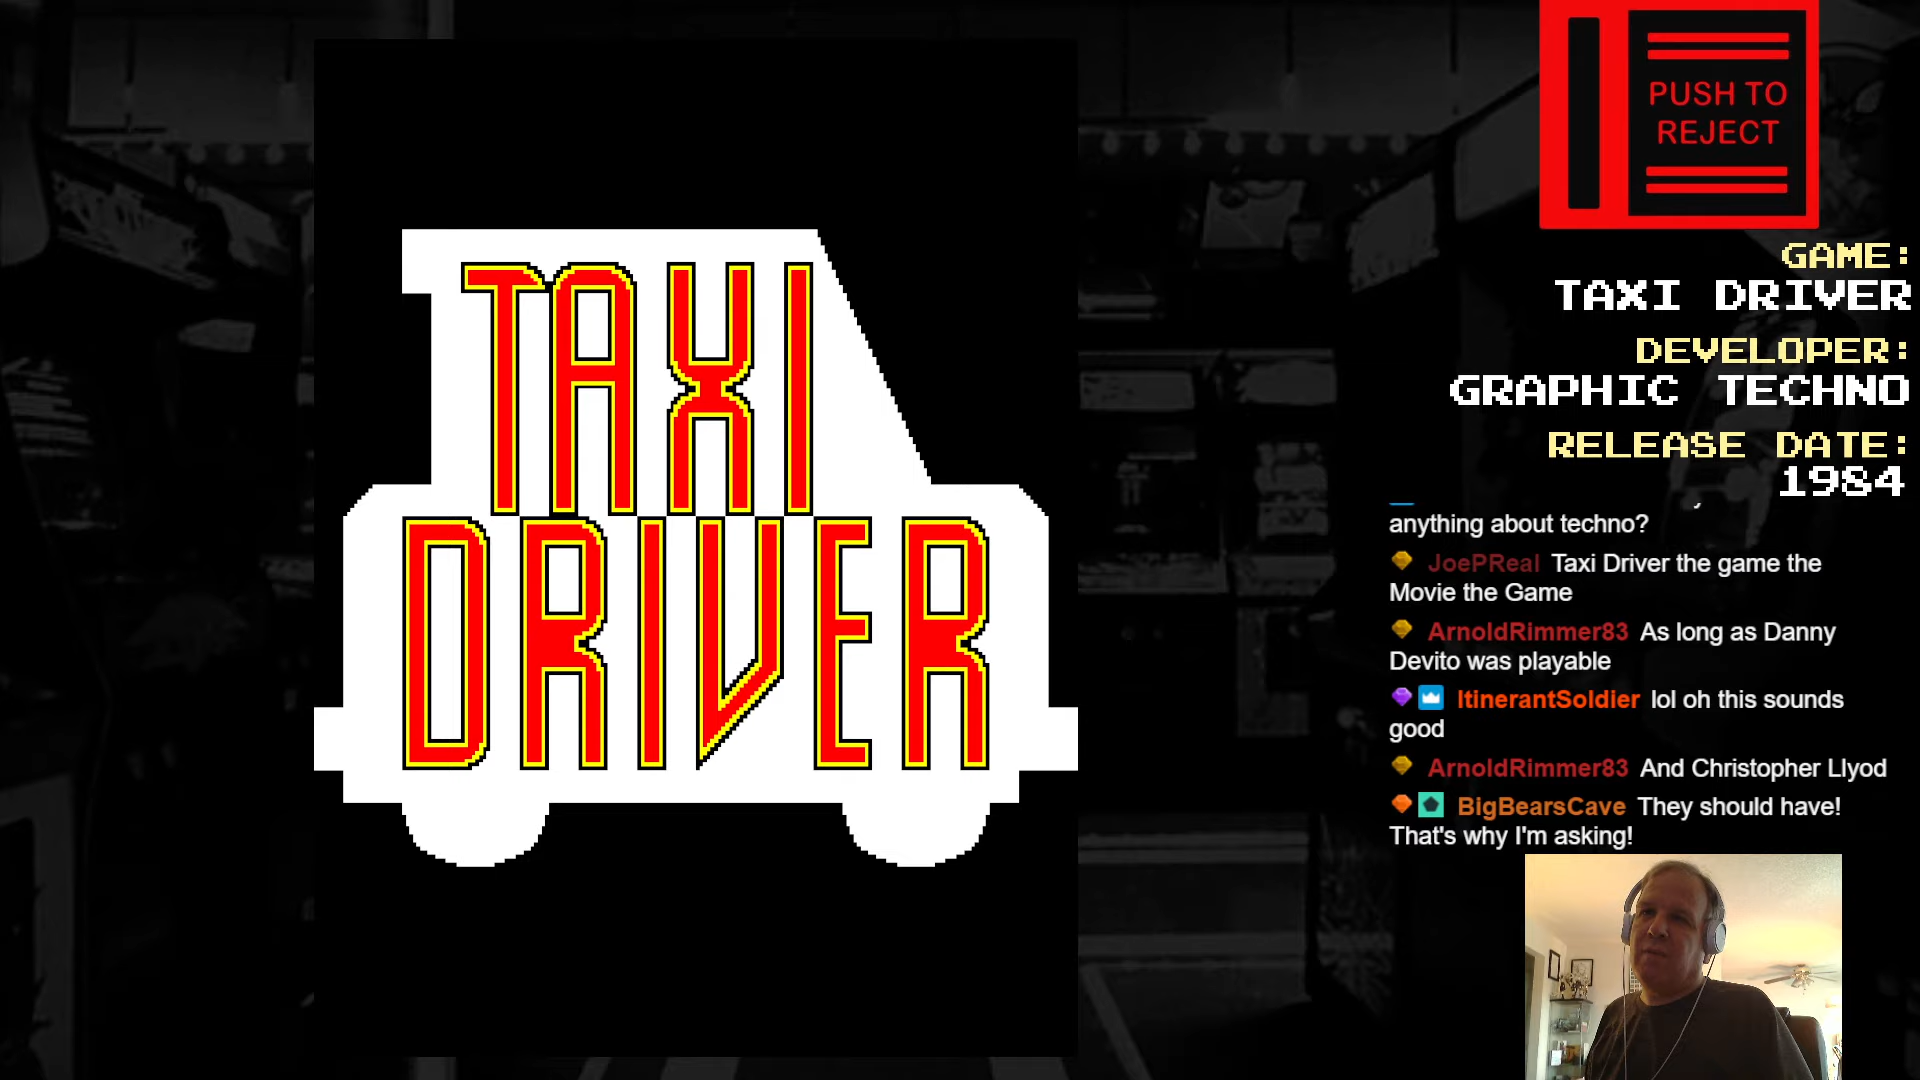 TAXI
DRIVER
PUSH TO
REJECT
GAME:
TAXI DRIVER
DEVELOPER:
GRAPHIC TECHNO
RELEASE DATE:
1984
anything about techno?
JoePReal Taxi Driver the game the
Movie the Game
ArnoldRimmer83 As long as Danny
Devito was playable
ItinerantSoldier lol oh this sounds
good
ArnoldRimmer83 And Christopher Llyod
BigBearsCave They should have!
That's why I'm asking!